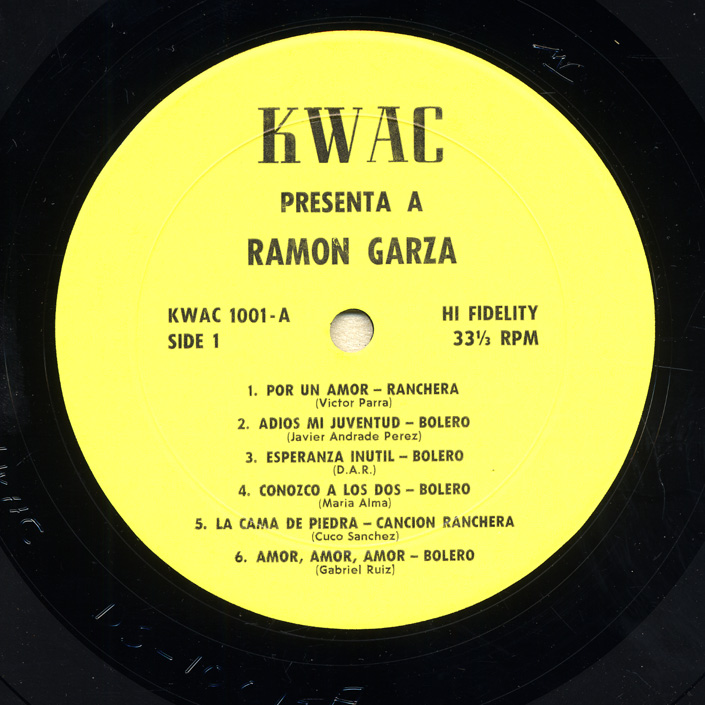 KWAC
PRESENTA A
RAMON GARZA
KWAC 1001-A
SIDE 1
HI FIDELITY
33⅓ RPM
1. POR UN AMOR – RANCHERA
(Victor Parra)
2. ADIOS MI JUVENTUD – BOLERO
(Javier Andrade Perez)
3. ESPERANZA INUTIL – BOLERO
(D.A.R.)
4. CONOZCO A LOS DOS – BOLERO
(Maria Alma)
5. LA CAMA DE PIEDRA – CANCION RANCHERA
(Cuco Sanchez)
6. AMOR, AMOR, AMOR – BOLERO
(Gabriel Ruiz)